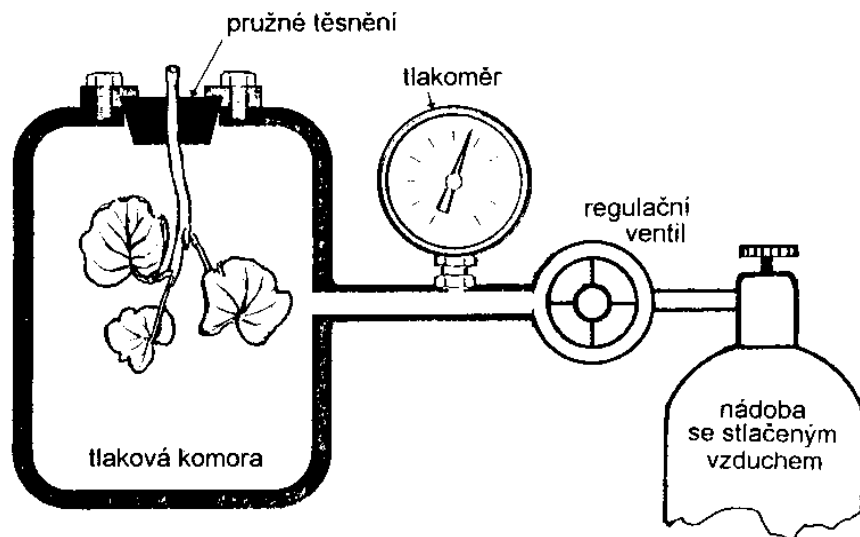 pružné těsnění
tlakoměr
regulační
ventil
tlaková komora
nádoba
se stlačeným
vzduchem